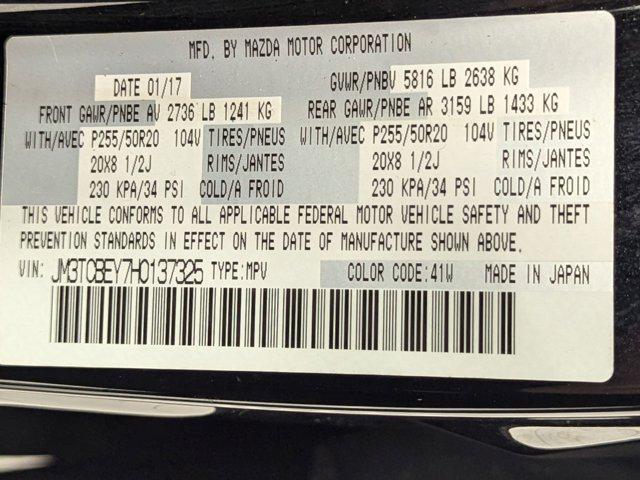 MFD. BY MAZDA MOTOR CORPORATION
DATE 01/17 GVWR/PNBV 5816 LB 2638 KG
FRONT GAWR/PNBE AV 2736 LB 1241 KG REAR GAWR/PNBE AR 3159 LB 1433 KG
WITH/AVEC P255/50R20 104V TIRES/PNEUS WITH/AVEC P255/50R20 104V TIRES/PNEUS
20X8 1/2J RIMS/JANTES 20X8 1/2J RIMS/JANTES
230 KPA/34 PSI COLD/A FROID 230 KPA/34 PSI COLD/A FROID
THIS VEHICLE CONFORMS TO ALL APPLICABLE FEDERAL MOTOR VEHICLE SAFETY AND THEFT
PREVENTION STANDARDS IN EFFECT ON THE DATE OF MANUFACTURE SHOWN ABOVE.
VIN: JM3TCBEY7H0137325 TYPE:MPV COLOR CODE:41W MADE IN JAPAN